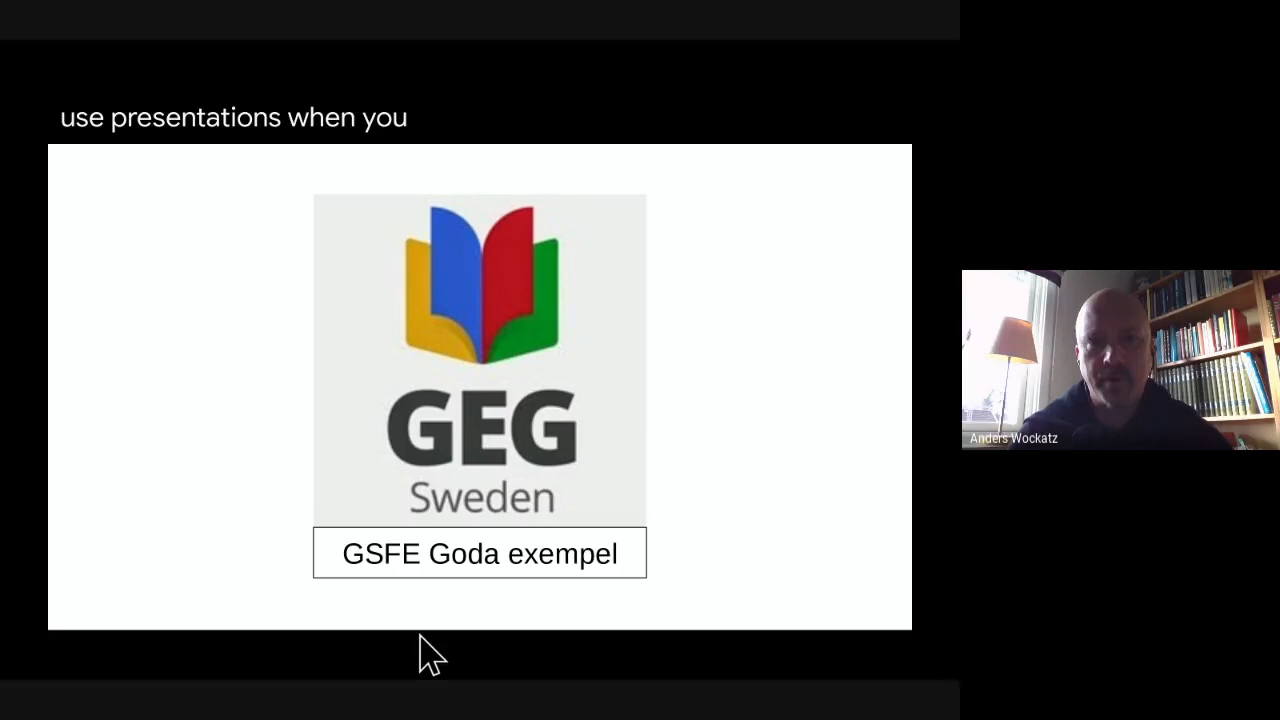 use presentations when you
GEG
Sweden
GSFE Goda exempel
Anders Wockatz